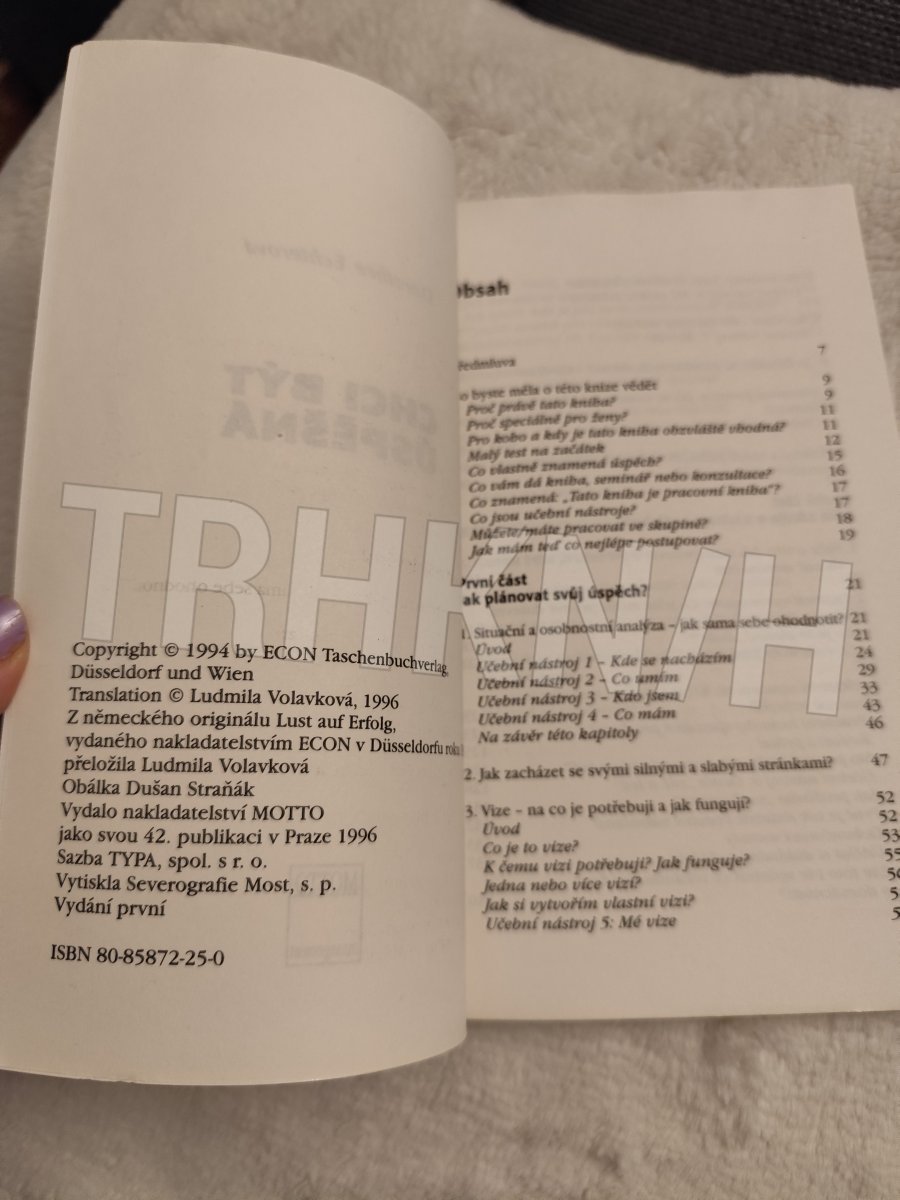 Copyright © 1994 by ECON Taschenbuchverlag,
Düsseldorf und Wien
Translation © Ludmila Volavková, 1996
Z německého originálu Lust auf Erfolg,
vydaného nakladatelstvím ECON v Düsseldorfu roku
přeložila Ludmila Volavková
Obálka Dušan Straňák
Vydalo nakladatelství MOTTO
jako svou 42. publikaci v Praze 1996
Sazba TYPA, spol. s r. o.
Vytiskla Severografie Most, s. p.
Vydání první
ISBN 80-85872-25-0
TRHKNIH
bsah
ředmluva 7
o byste měla o této knize vědět 9
Proč právě tato kniha? 9
Proč speciálně pro ženy? 11
Pro koho a kdy je tato kniha obzvláště vhodná? 11
Malý test na začátek 12
Co vlastně znamená úspěch? 15
Co vám dá kniha, seminář nebo konzultace? 16
Co znamená: „Tato kniha je pracovní kniha“? 17
Co jsou učební nástroje? 17
Můžete/máte pracovat ve skupině? 18
Jak mám teď co nejlépe postupovat? 19
rvní část
ak plánovat svůj úspěch? 21
1. Situační a osobnostní analýza – jak sama sebe ohodnotit? 21
Úvod 21
Učební nástroj 1 – Kde se nacházím 24
Učební nástroj 2 – Co umím 29
Učební nástroj 3 – Kdo jsem 33
Učební nástroj 4 – Co mám 43
Na závěr této kapitoly 46
2. Jak zacházet se svými silnými a slabými stránkami? 47
3. Vize – na co je potřebuji a jak fungují? 52
Úvod 52
Co je to vize? 53
K čemu vizi potřebuji? Jak funguje? 55
Jedna nebo více vizí?
Jak si vytvořím vlastní vizi? 5
Učební nástroj 5: Mé vize 5